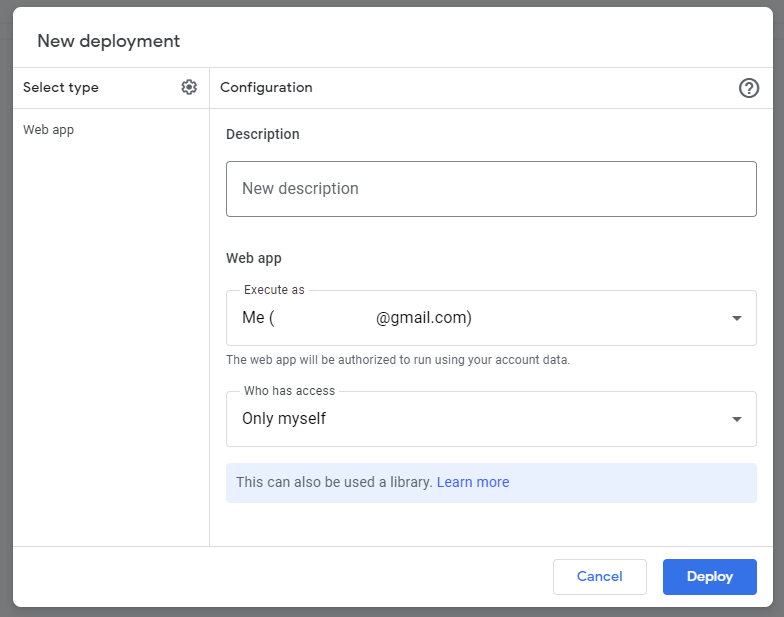 New deployment
Select type
Configuration
Web app
Description
New description
Web app
Execute as
Me ( @gmail.com)
The web app will be authorized to run using your account data.
Who has access
Only myself
This can also be used a library. Learn more
Cancel
Deploy